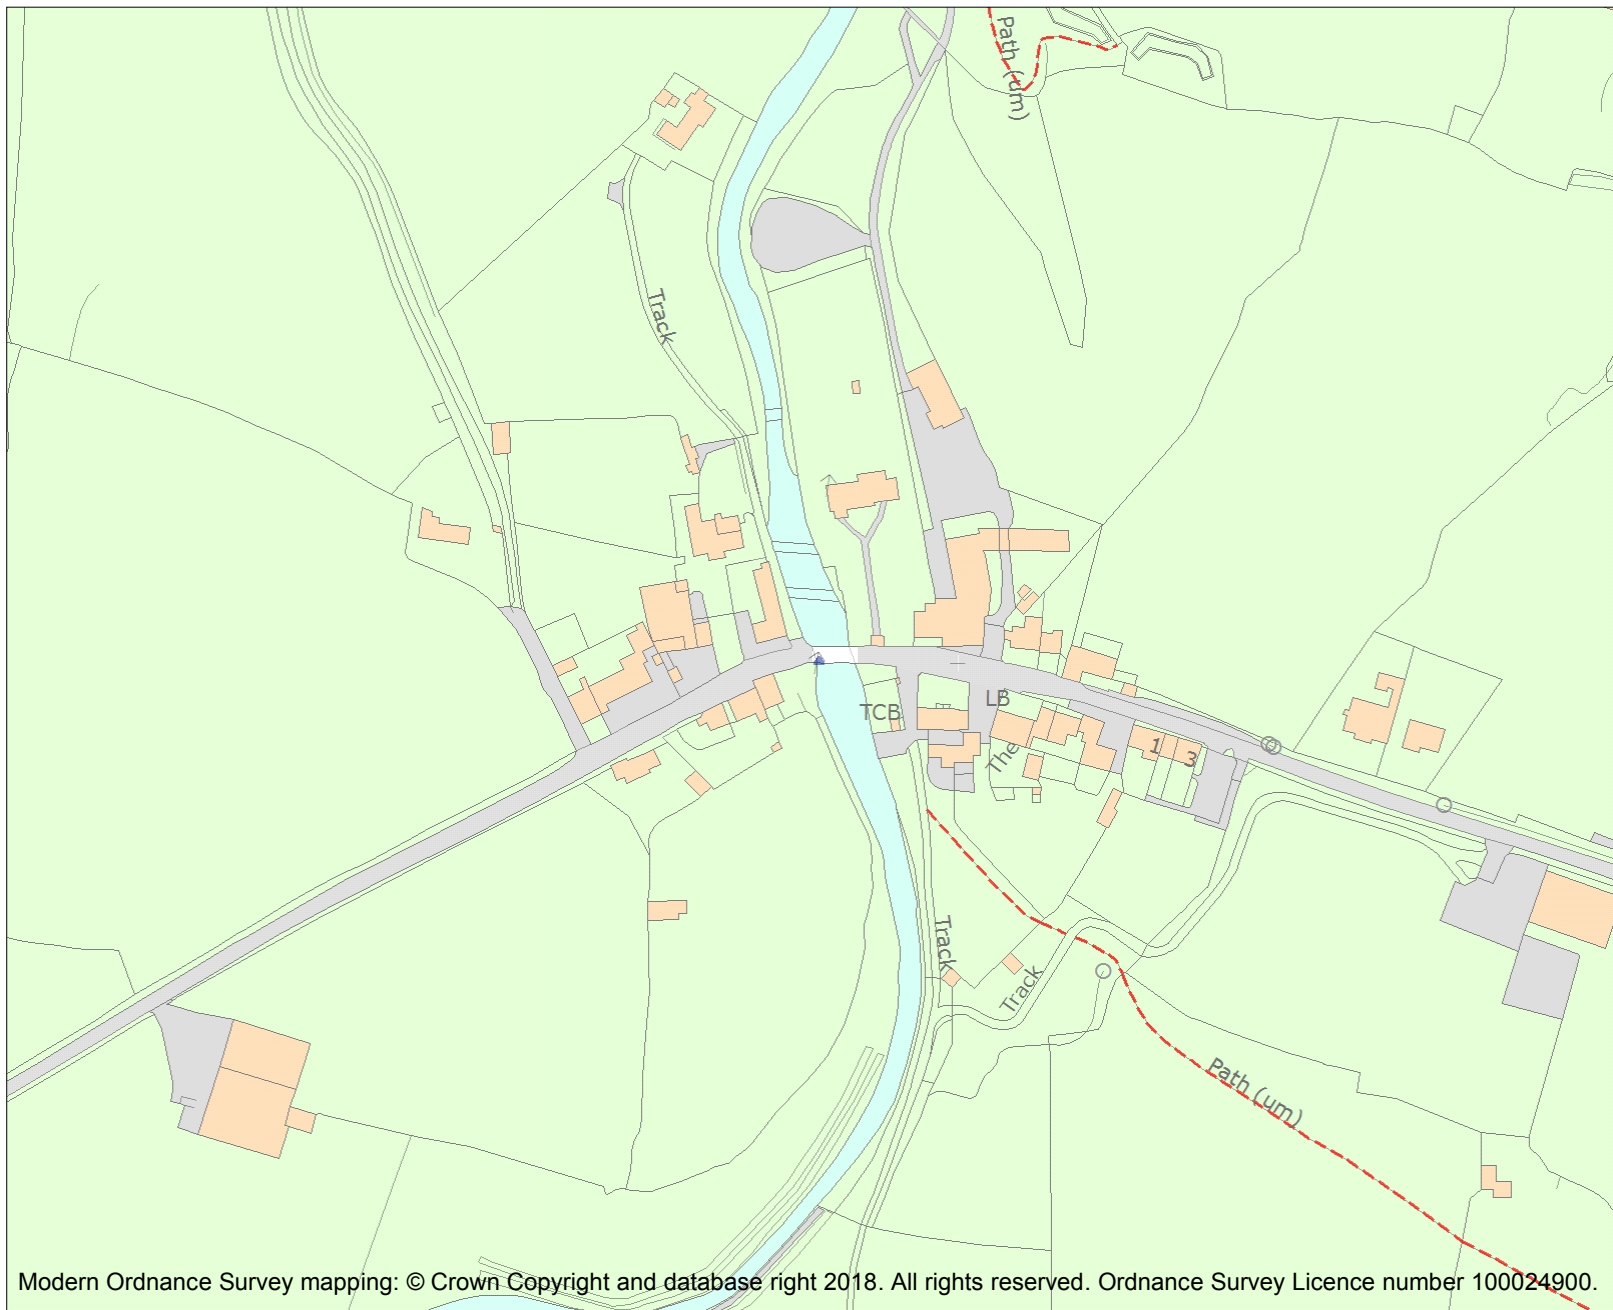 Path (um)
Track
TCB
LB
The
1
3
Track
Track
Path (um)
Modern Ordnance Survey mapping: © Crown Copyright and database right 2018. All rights reserved. Ordnance Survey Licence number 100024900.